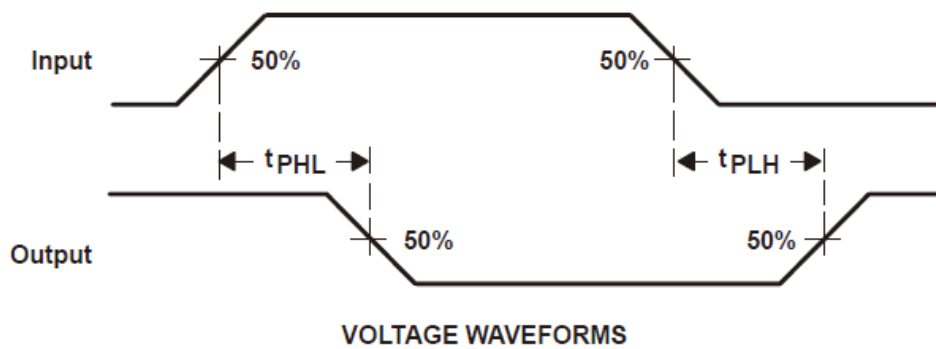 Input
50%
50%
tPHL
tPLH
Output
50%
50%
VOLTAGE WAVEFORMS